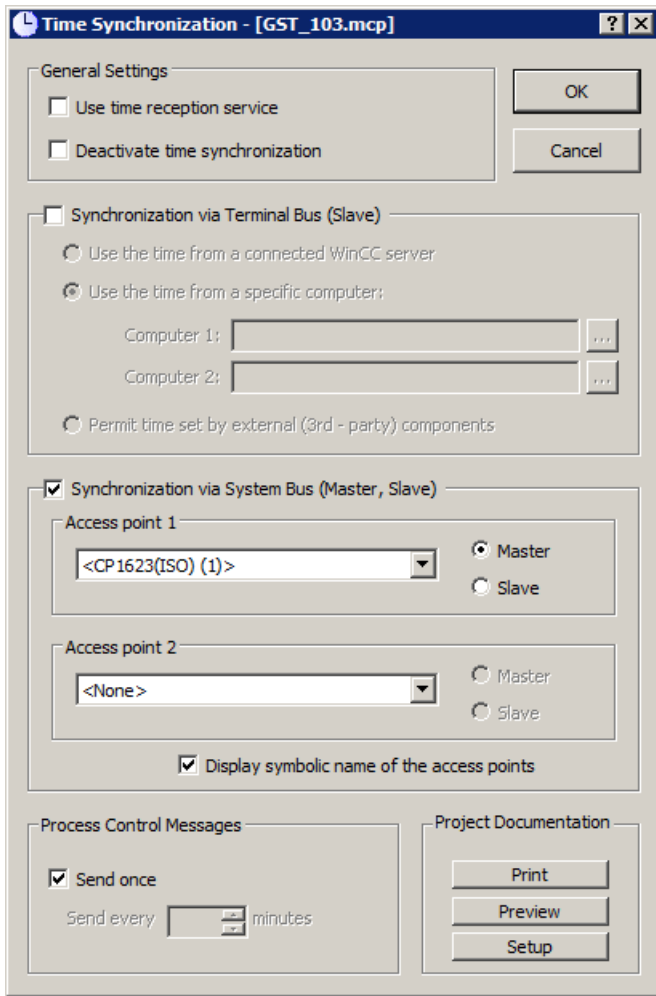 Time Synchronization - [GST_103.mcp]
General Settings
Use time reception service
Deactivate time synchronization
OK
Cancel
Synchronization via Terminal Bus (Slave)
Use the time from a connected WinCC server
Use the time from a specific computer:
Computer 1:
...
Computer 2:
...
Permit time set by external (3rd - party) components
Synchronization via System Bus (Master, Slave)
Access point 1
<CP1623(ISO) (1)>
Master
Slave
Access point 2
<None>
Master
Slave
Display symbolic name of the access points
Process Control Messages
Send once
Send every minutes
Project Documentation
Print
Preview
Setup